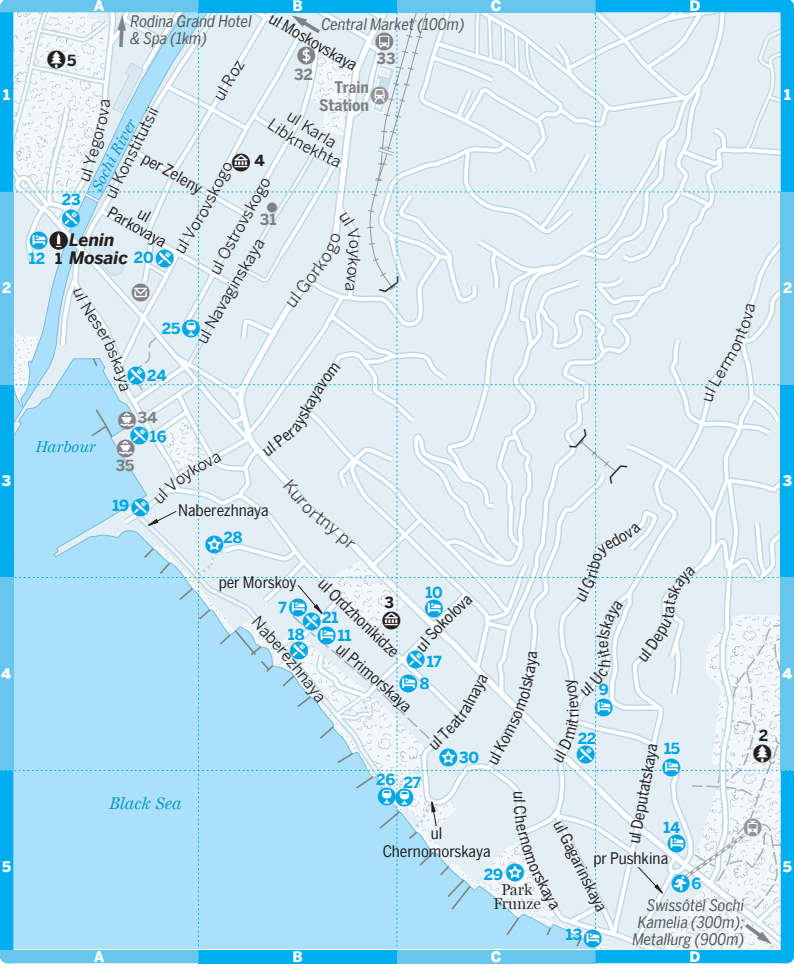 A
B
C
D
Rodina Grand Hotel
& Spa (1km)
Central Market (100m)
ul Moskovskaya
5
32
33
1
1
Train
Station
ul Roz
ul Yegorova
Sochi River
ul Konstitutsii
ul Karla
Libknekhta
per Zeleny
4
23
ul
Parkovaya
ul Vorovskogo
ul Ostrovskogo
31
ul Voykova
12
1
Lenin
Mosaic
20
ul Navaginskaya
ul Gorkogo
2
2
ul Neserbskaya
25
24
ul Lermontova
34
16
35
Harbour
ul Perayskayavom
3
3
ul Voykova
Kurortny pr
19
Naberezhnaya
28
ul Griboyedova
per Morskoy
ul Ordzhonikidze
3
10
ul Sokolova
7
21
11
18
Naberezhnaya
ul Primorskaya
17
8
ul Uchitelskaya
ul Deputatskaya
4
4
9
ul Teatralnaya
ul Komsomolskaya
ul Dmitrievoy
22
2
30
15
26
27
Black Sea
ul Deputatskaya
ul
Chernomorskaya
ul Chernomorskaya
ul Gagarinskaya
14
5
5
pr Pushkina
29
Park
Frunze
6
Swissôtel Sochi
Kamelia (300m);
Metallurg (900m)
13
A
B
C
D